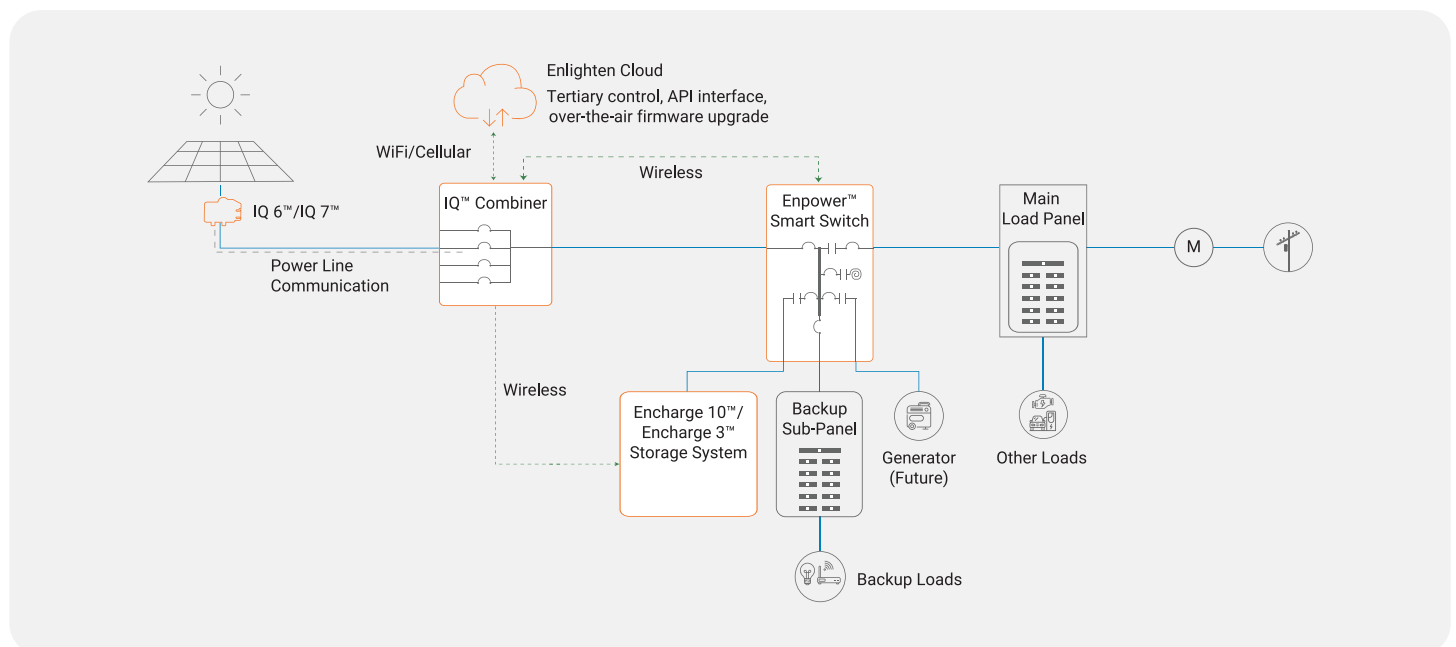 Enlighten Cloud
Tertiary control, API interface,
over-the-air firmware upgrade
WiFi/Cellular
Wireless
IQ 6™/IQ 7™
Power Line
Communication
IQ™ Combiner
Enpower™
Smart Switch
Main
Load Panel
M
Wireless
Encharge 10™/
Encharge 3™
Storage System
Backup
Sub-Panel
Generator
(Future)
Other Loads
Backup Loads